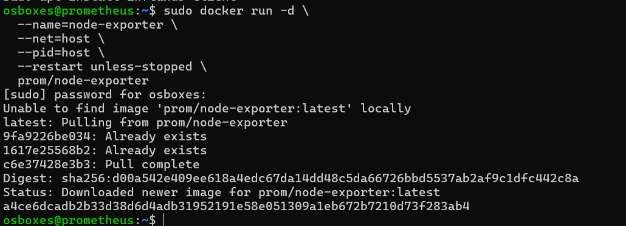 osboxes@prometheus:~$ sudo docker run -d \
  --name=node-exporter \
  --net=host \
  --pid=host \
  --restart unless-stopped \
  prom/node-exporter
[sudo] password for osboxes:
Unable to find image 'prom/node-exporter:latest' locally
latest: Pulling from prom/node-exporter
9fa9226be034: Already exists
1617e25568b2: Already exists
c6e37428e3b3: Pull complete
Digest: sha256:d00a542e409ee618a4edc67da14dd48c5da66726bbd5537ab2af9c1dfc442c8a
Status: Downloaded newer image for prom/node-exporter:latest
a4ce6dcadb2b33d38d6d4adb31952191e58e051309a1eb672b7210d73f283ab4
osboxes@prometheus:~$